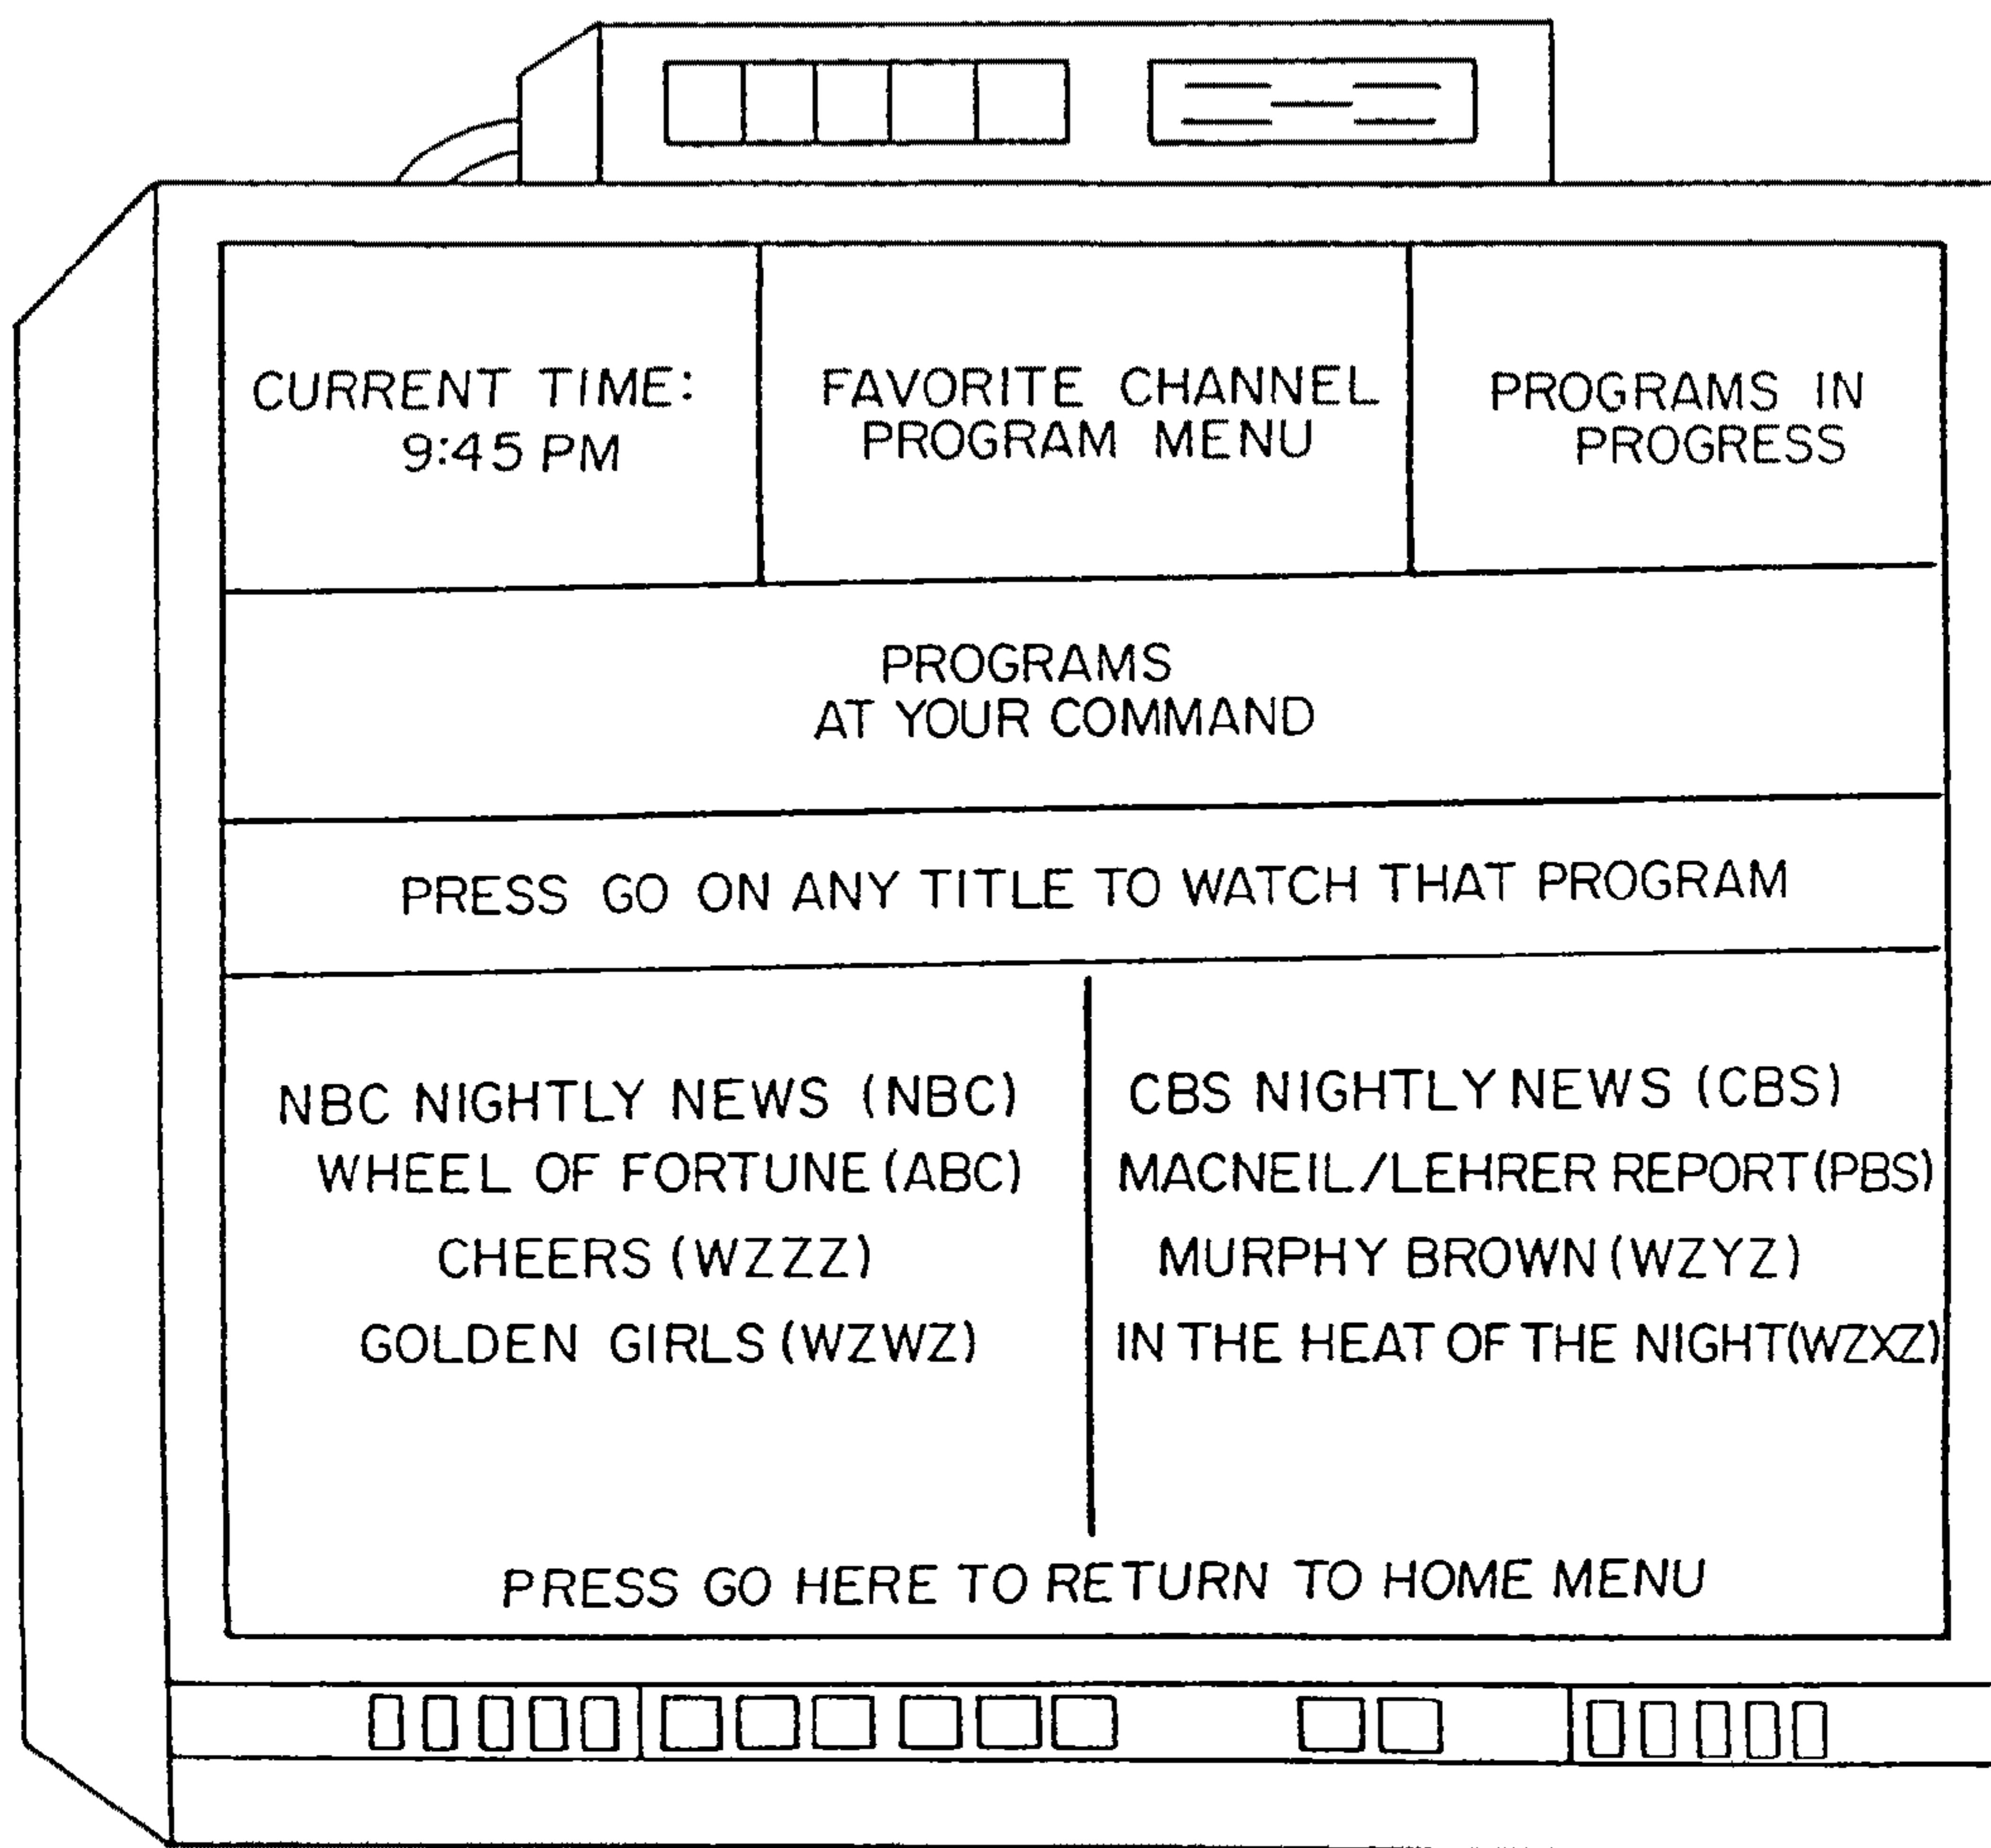 CURRENT TIME:
9:45 PM
FAVORITE CHANNEL
PROGRAM MENU
PROGRAMS IN
PROGRESS
PROGRAMS
AT YOUR COMMAND
PRESS GO ON ANY TITLE TO WATCH THAT PROGRAM
NBC NIGHTLY NEWS (NBC)
WHEEL OF FORTUNE (ABC)
CHEERS (WZZZ)
GOLDEN GIRLS (WZWZ)
CBS NIGHTLY NEWS (CBS)
MACNEIL/LEHRER REPORT (PBS)
MURPHY BROWN (WZYZ)
IN THE HEAT OF THE NIGHT (WZXZ)
PRESS GO HERE TO RETURN TO HOME MENU